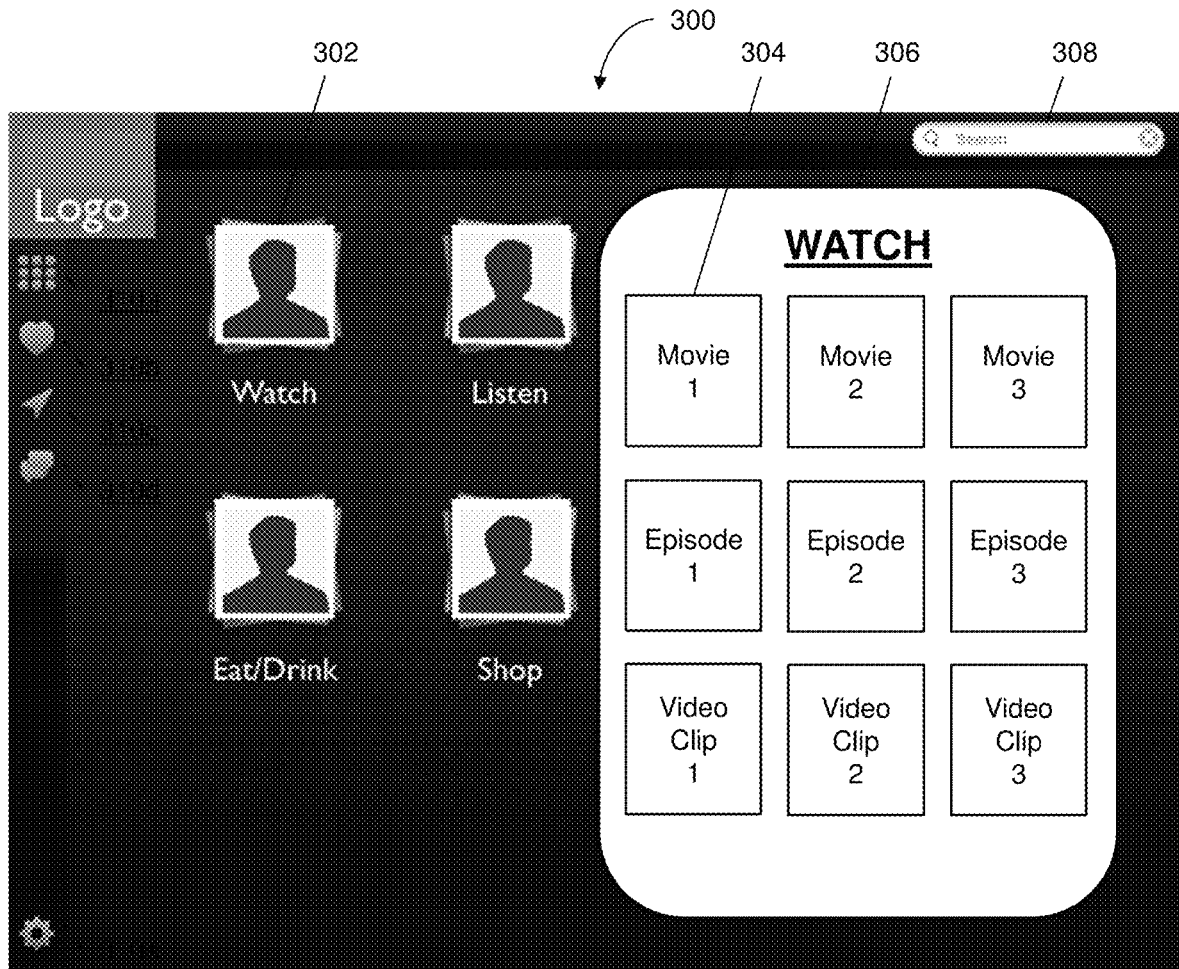 300
302
304
306
308
Search
Logo
WATCH
Watch
Listen
Eat/Drink
Shop
Movie
1
Movie
2
Movie
3
Episode
1
Episode
2
Episode
3
Video
Clip
1
Video
Clip
2
Video
Clip
3